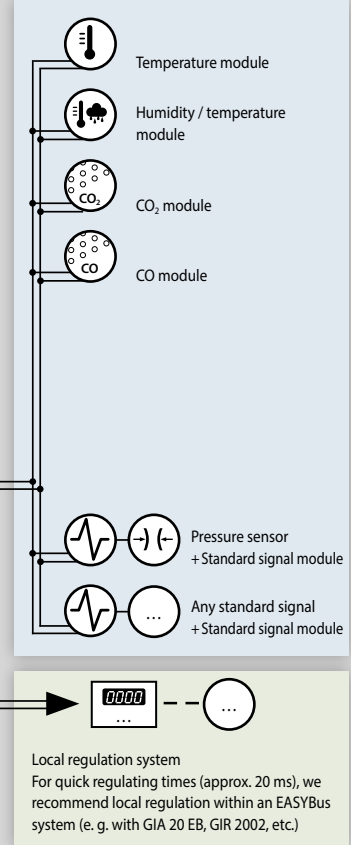 Temperature module
Humidity / temperature
module
CO₂
CO₂ module
CO
CO module
Pressure sensor
+ Standard signal module
...
Any standard signal
+ Standard signal module
0000
...
...
Local regulation system
For quick regulating times (approx. 20 ms), we
recommend local regulation within an EASYBus
system (e. g. with GIA 20 EB, GIR 2002, etc.)